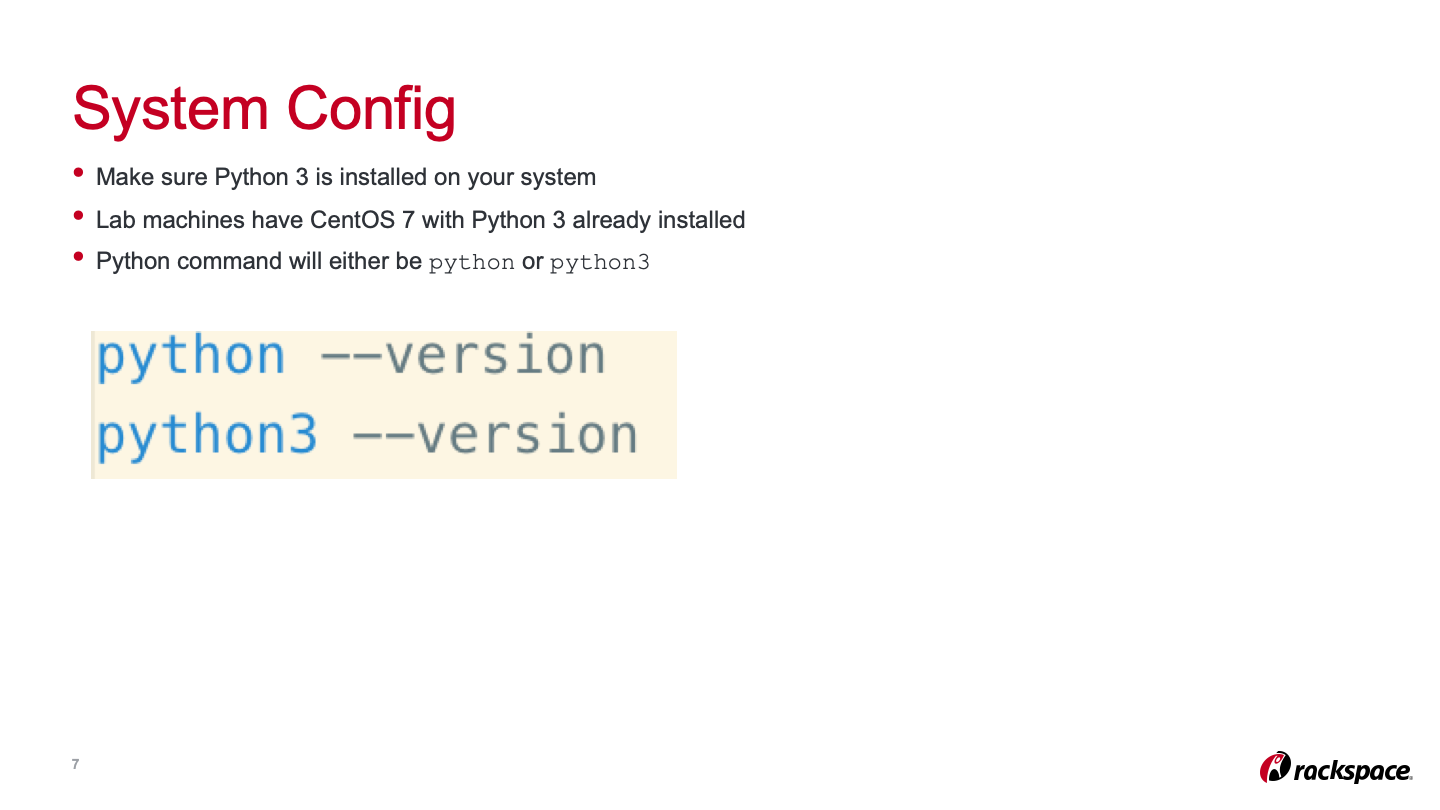 System Config
• Make sure Python 3 is installed on your system
• Lab machines have CentOS 7 with Python 3 already installed
• Python command will either be python or python3
python --version
python3 --version
7
rackspace.